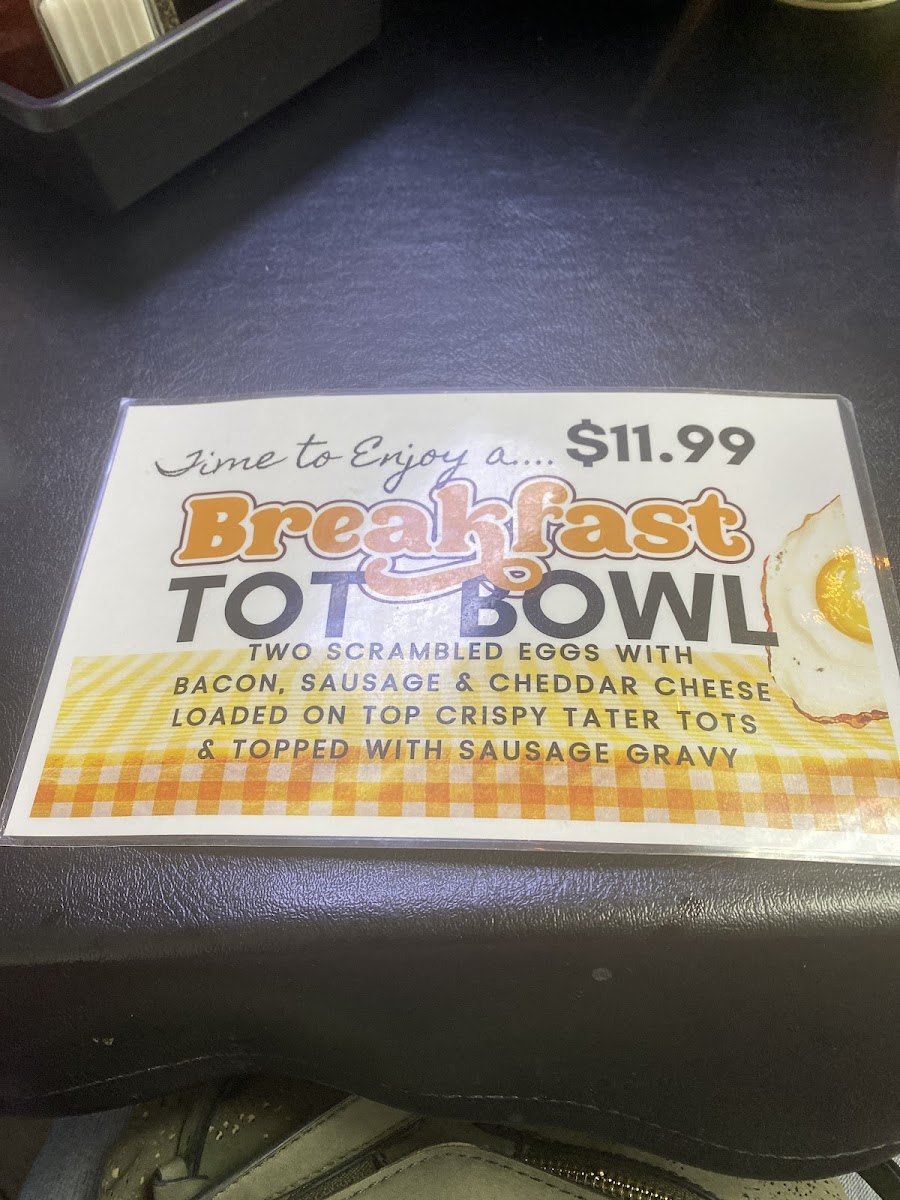 Time to Enjoy a.... $11.99
Breakfast
TOT BOWL
TWO SCRAMBLED EGGS WITH
BACON, SAUSAGE & CHEDDAR CHEESE
LOADED ON TOP CRISPY TATER TOTS
& TOPPED WITH SAUSAGE GRAVY